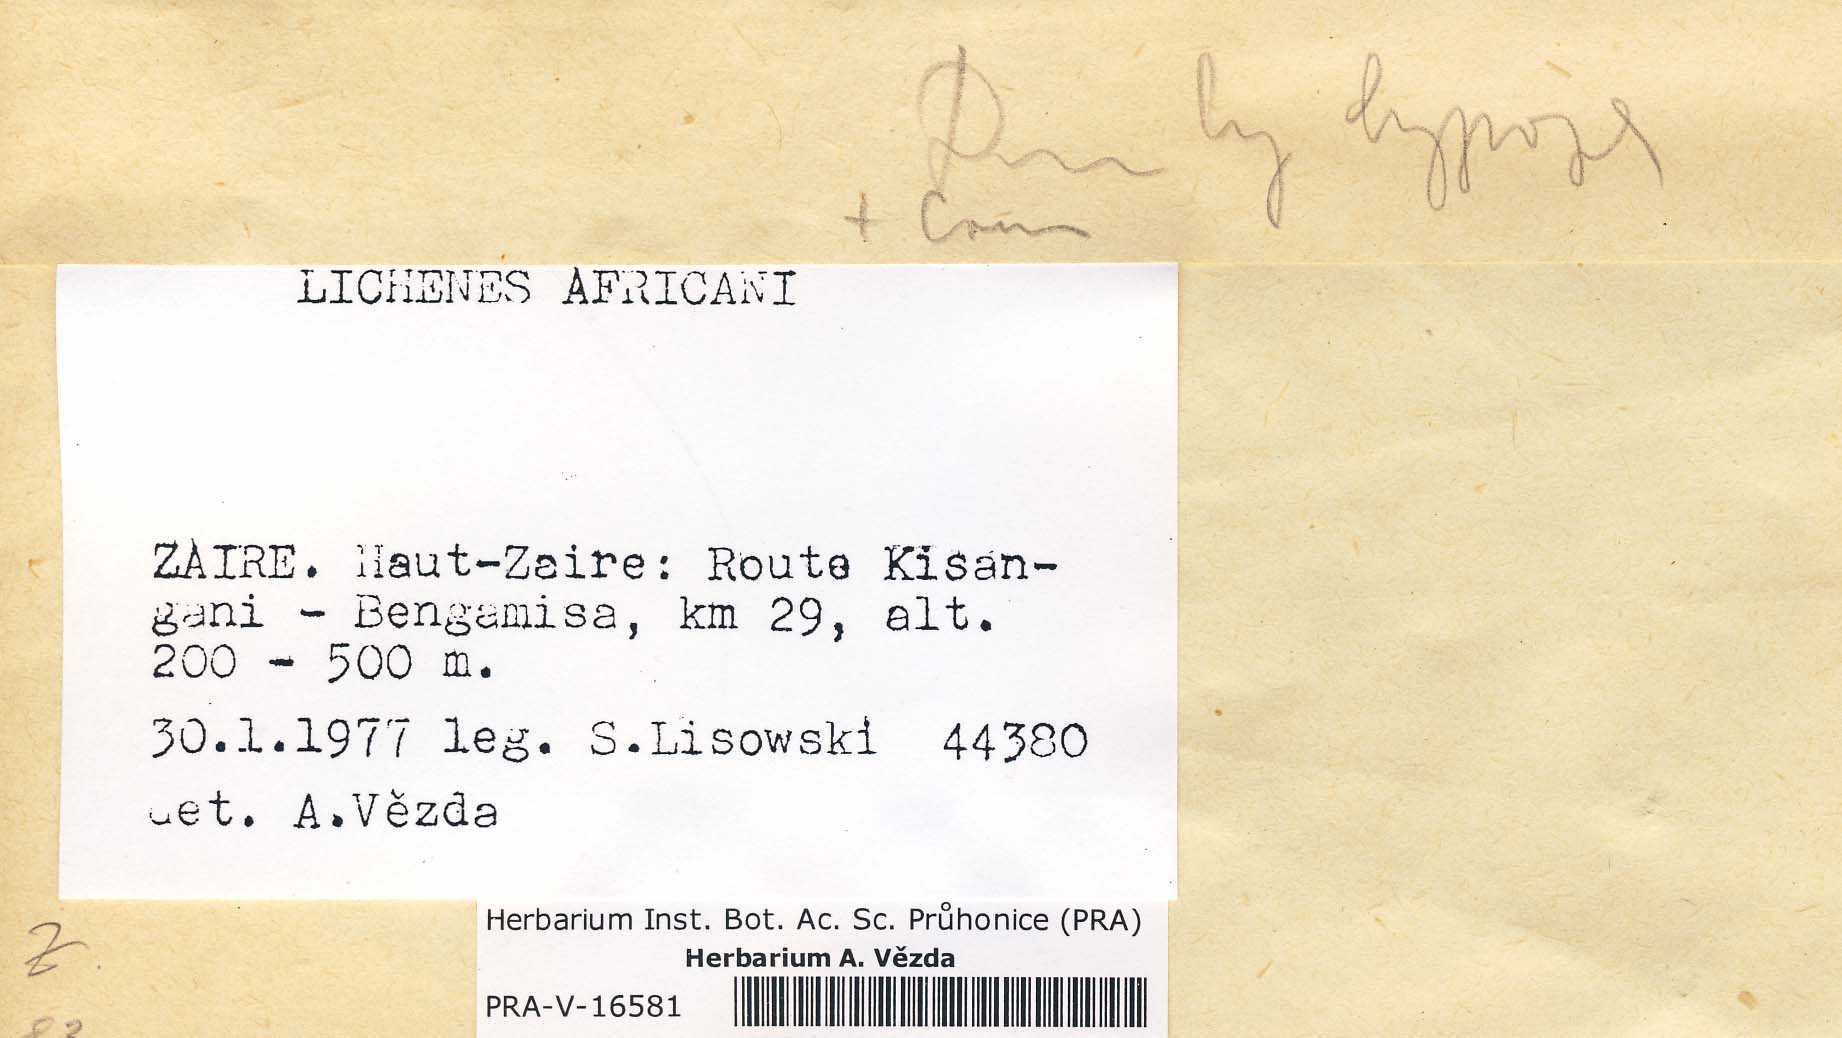 LICHENES AFRICANI
ZAIRE. Haut-Zaire: Route Kisan-
gani - Bengamisa, km 29, alt.
200 - 500 m.
30.1.1977 leg. S.Lisowski 44380
det. A.Vězda
Z
Herbarium Inst. Bot. Ac. Sc. Průhonice (PRA)
Herbarium A. Vězda
PRA-V-16581